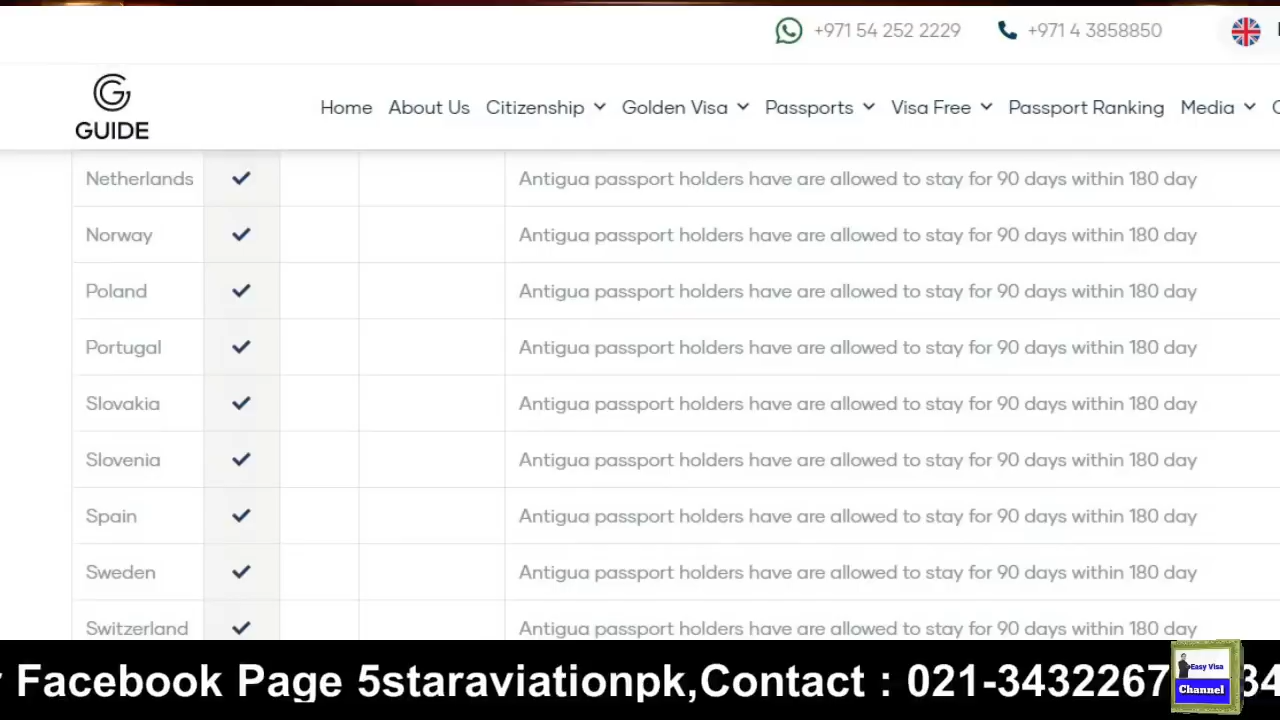 +971 54 252 2229 +971 4 3858850
GUIDE
Home About Us Citizenship Golden Visa Passports Visa Free Passport Ranking Media
Netherlands Antigua passport holders have are allowed to stay for 90 days within 180 day
Norway Antigua passport holders have are allowed to stay for 90 days within 180 day
Poland Antigua passport holders have are allowed to stay for 90 days within 180 day
Portugal Antigua passport holders have are allowed to stay for 90 days within 180 day
Slovakia Antigua passport holders have are allowed to stay for 90 days within 180 day
Slovenia Antigua passport holders have are allowed to stay for 90 days within 180 day
Spain Antigua passport holders have are allowed to stay for 90 days within 180 day
Sweden Antigua passport holders have are allowed to stay for 90 days within 180 day
Switzerland Antigua passport holders have are allowed to stay for 90 days within 180 day
Facebook Page 5staraviationpk,Contact : 021-3432267
Easy Visa
Channel